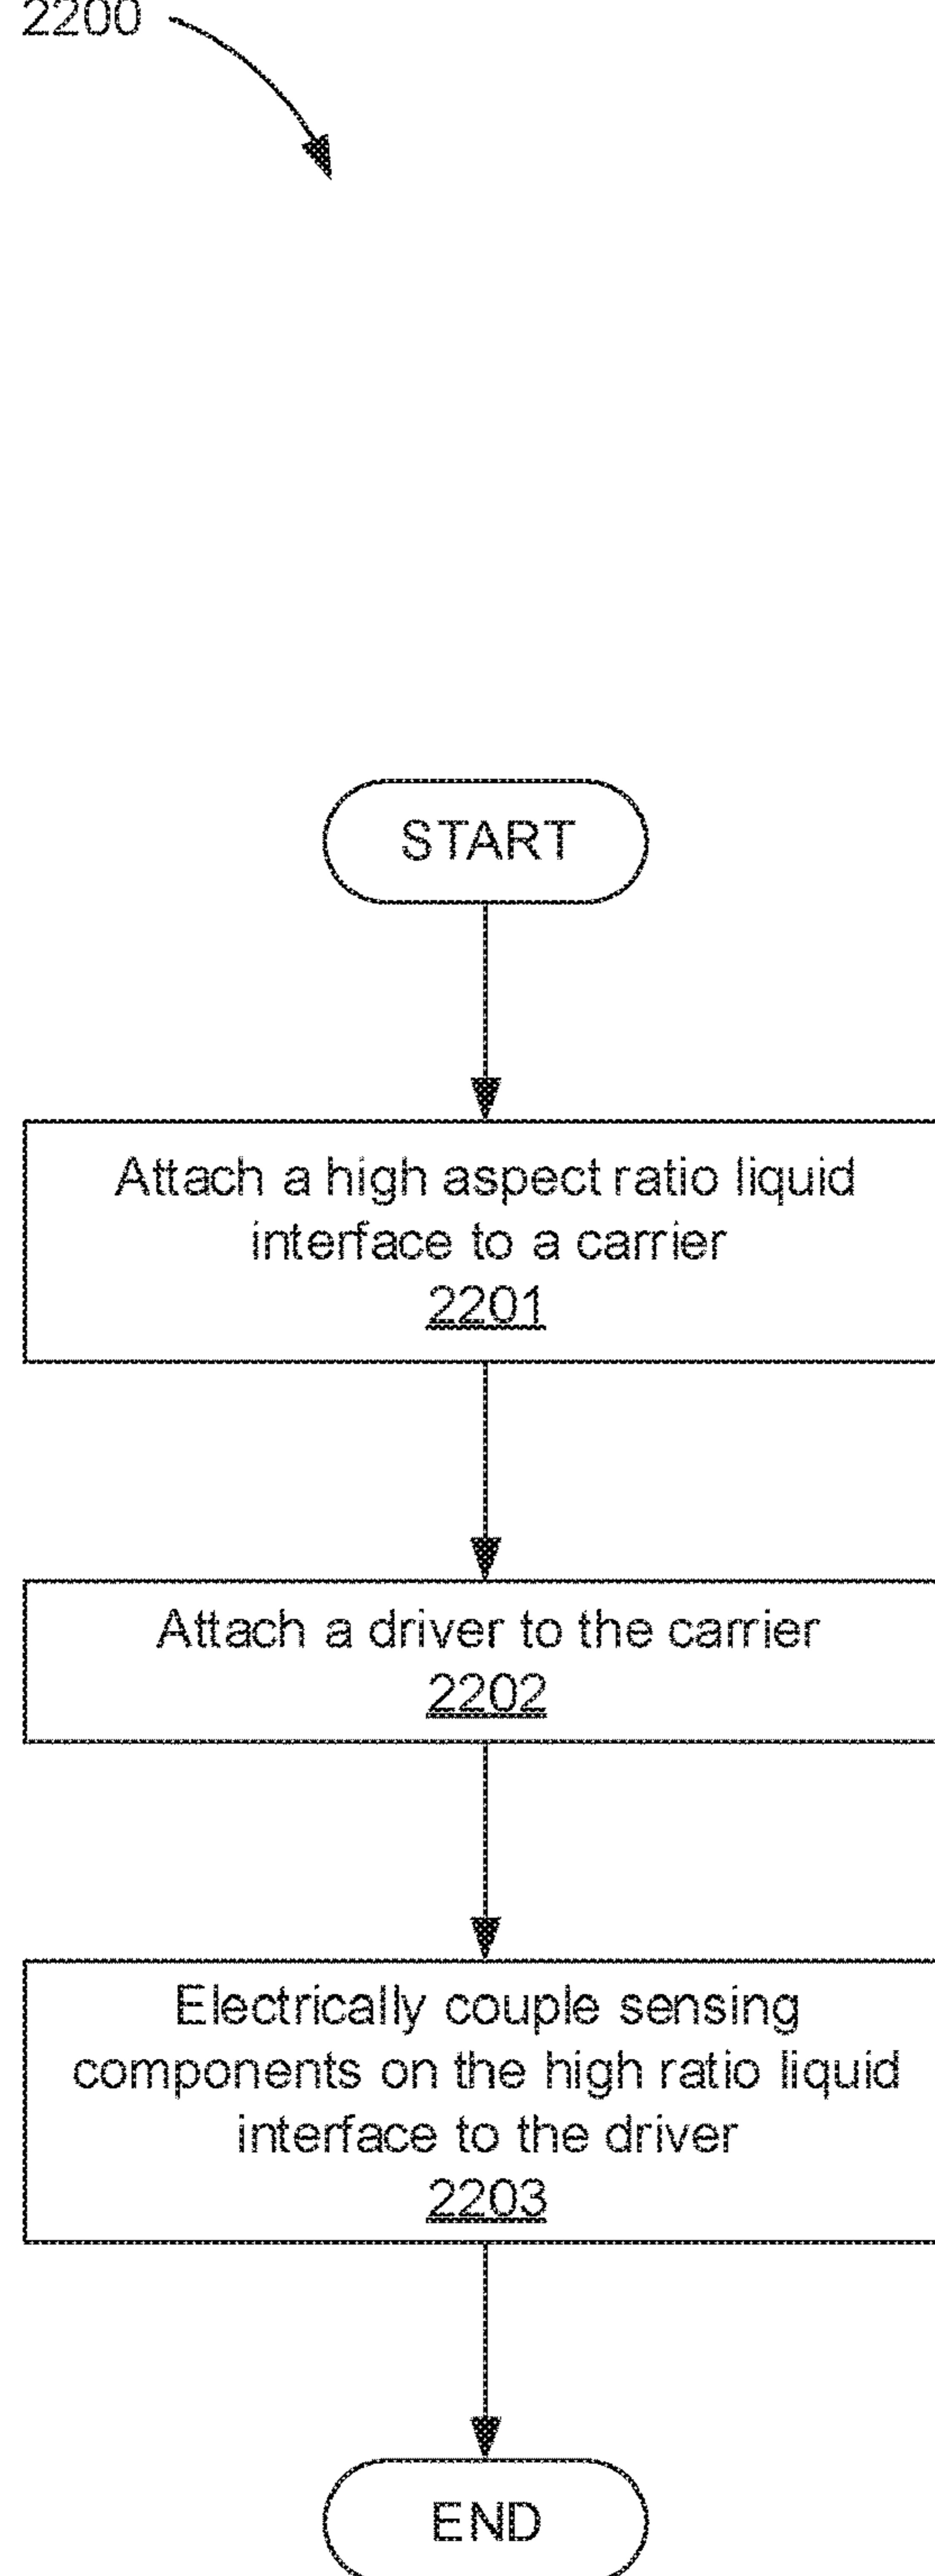 2200
START
Attach a high aspect ratio liquid
interface to a carrier
2201
Attach a driver to the carrier
2202
Electrically couple sensing
components on the high ratio liquid
interface to the driver
2203
END